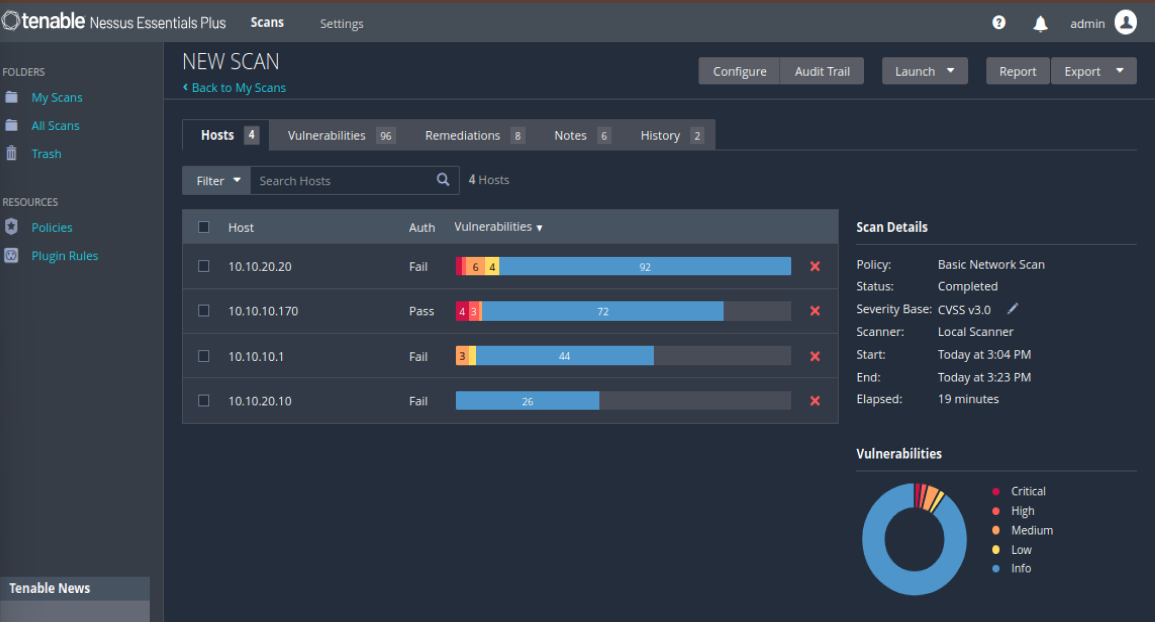 tenable Nessus Essentials Plus Scans Settings ? admin
FOLDERS
My Scans
All Scans
Trash
RESOURCES
Policies
Plugin Rules
Tenable News
NEW SCAN
‹ Back to My Scans
Configure Audit Trail Launch ▼ Report Export ▼
Hosts 4 Vulnerabilities 96 Remediations 8 Notes 6 History 2
Filter ▼ Search Hosts 4 Hosts
Host Auth Vulnerabilities ▼
10.10.20.20 Fail 6 4 92 ×
10.10.10.170 Pass 4 3 72 ×
10.10.10.1 Fail 3 44 ×
10.10.20.10 Fail 26 ×
Scan Details
Policy: Basic Network Scan
Status: Completed
Severity Base: CVSS v3.0
Scanner: Local Scanner
Start: Today at 3:04 PM
End: Today at 3:23 PM
Elapsed: 19 minutes
Vulnerabilities
Critical
High
Medium
Low
Info